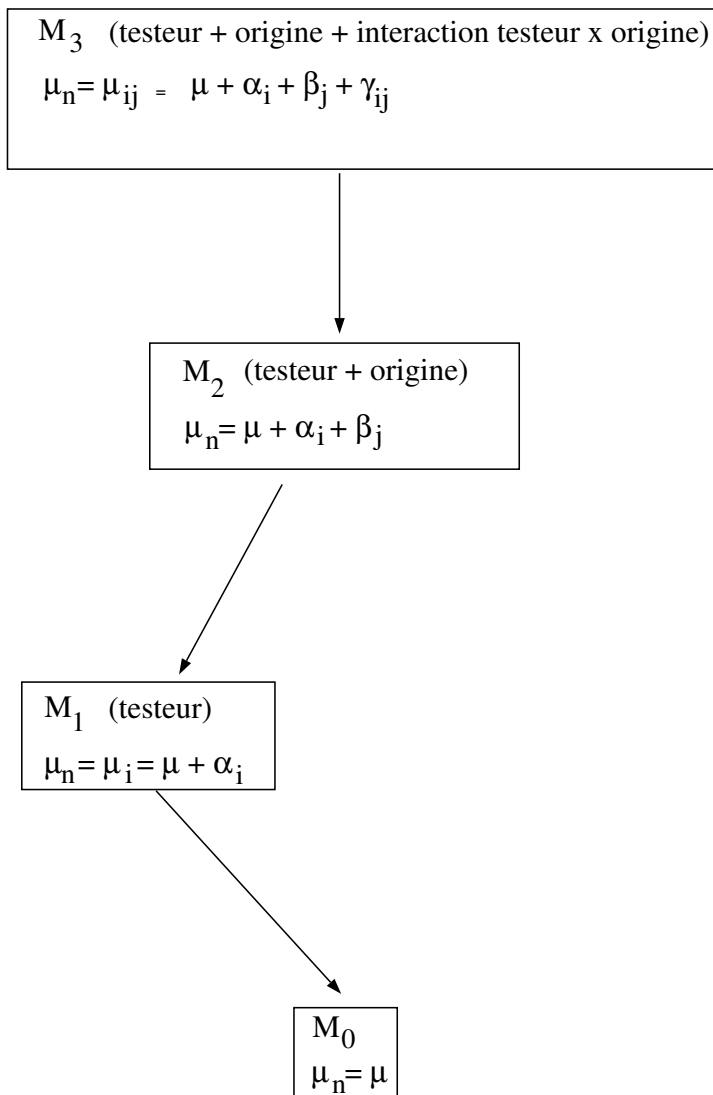 M₃ (testeur + origine + interaction testeur x origine)
μₙ = μᵢⱼ = μ + αᵢ + βⱼ + γᵢⱼ
M₂ (testeur + origine)
μₙ = μ + αᵢ + βⱼ
M₁ (testeur)
μₙ = μᵢ = μ + αᵢ
M₀
μₙ = μ